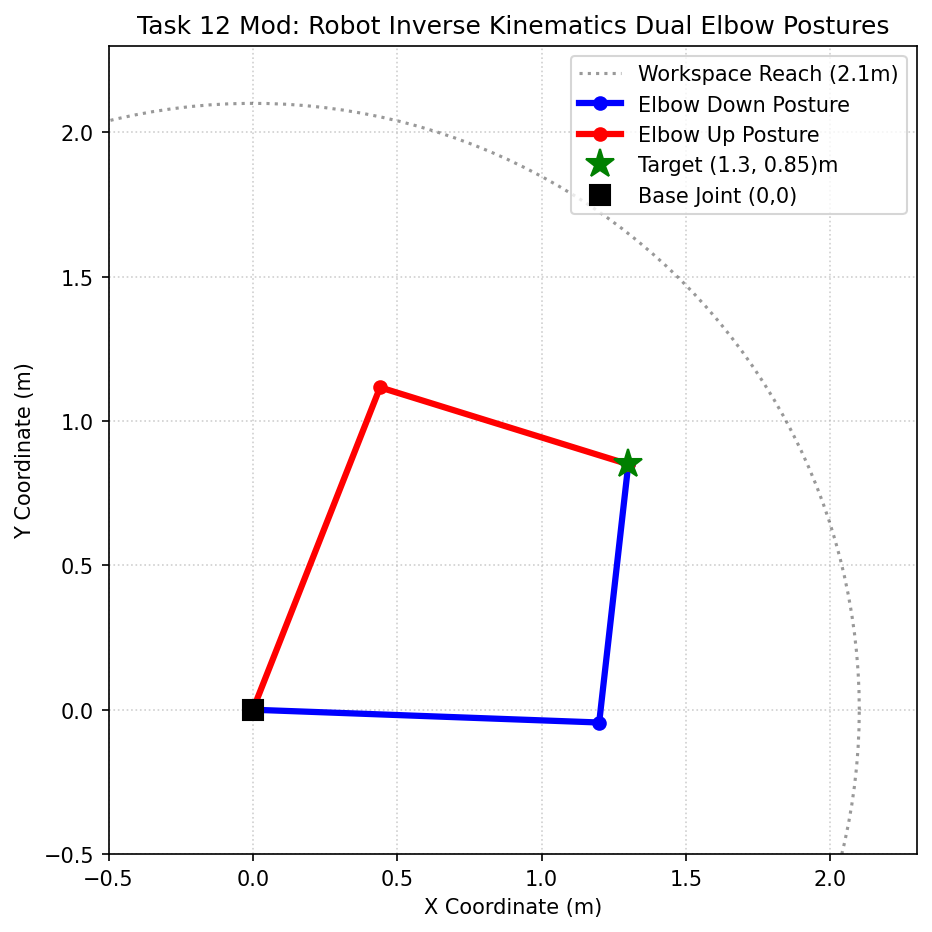 Task 12 Mod: Robot Inverse Kinematics Dual Elbow Postures
Workspace Reach (2.1m)
Elbow Down Posture
Elbow Up Posture
Target (1.3, 0.85)m
Base Joint (0,0)
Y Coordinate (m)
2.0
1.5
1.0
0.5
0.0
−0.5
−0.5
0.0
0.5
1.0
1.5
2.0
X Coordinate (m)